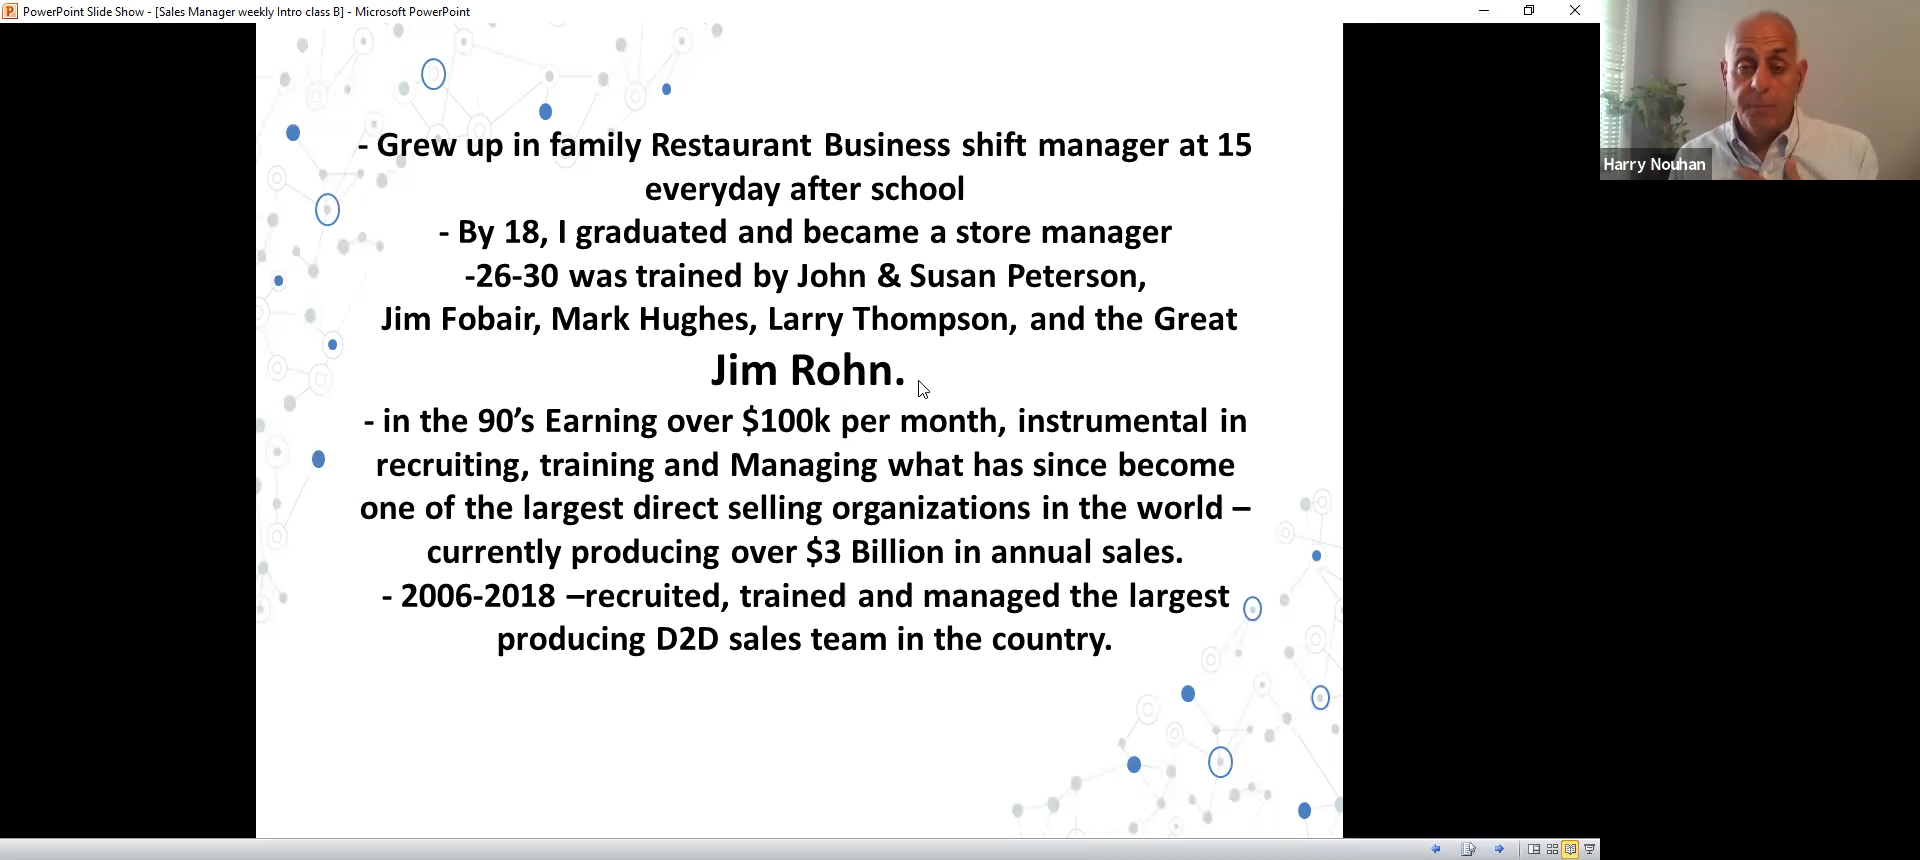 PowerPoint Slide Show - [Sales Manager weekly Intro class B] - Microsoft PowerPoint
- Grew up in family Restaurant Business shift manager at 15
everyday after school
- By 18, I graduated and became a store manager
-26-30 was trained by John & Susan Peterson,
Jim Fobair, Mark Hughes, Larry Thompson, and the Great
Jim Rohn.
- in the 90’s Earning over $100k per month, instrumental in
recruiting, training and Managing what has since become
one of the largest direct selling organizations in the world –
currently producing over $3 Billion in annual sales.
- 2006-2018 –recruited, trained and managed the largest
producing D2D sales team in the country.
Harry Nouhan